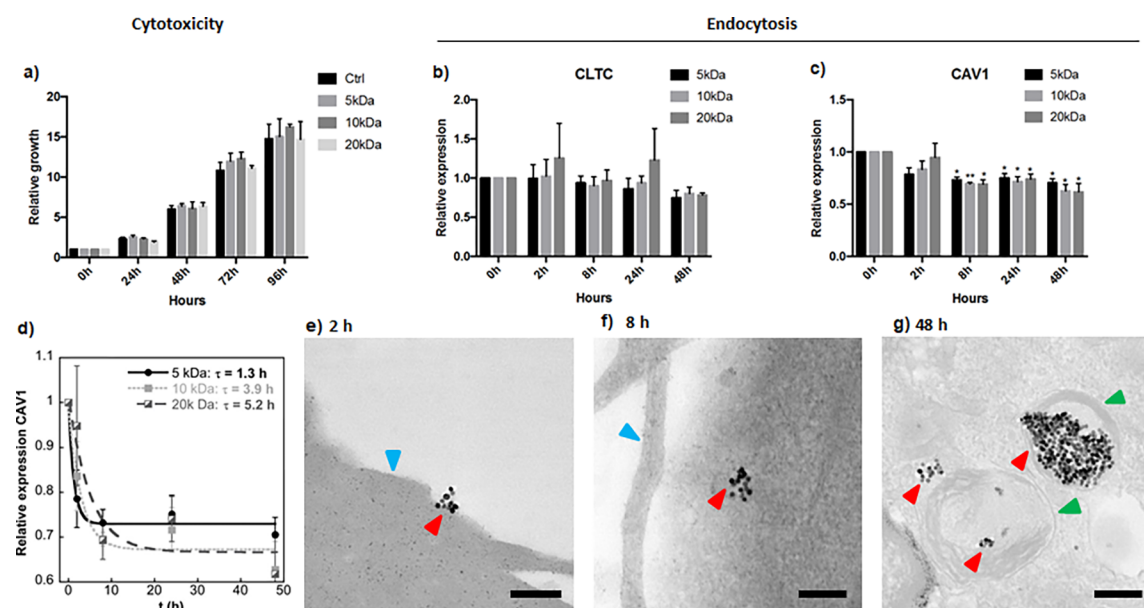 Cytotoxicity
Endocytosis
a)
Ctrl
5kDa
10kDa
20kDa
Relative growth
20
15
10
5
0
0h
24h
48h
72h
96h
Hours
b)
CLTC
5kDa
10kDa
20kDa
Relative expression
2.0
1.5
1.0
0.5
0.0
0h
2h
8h
24h
48h
Hours
c)
CAV1
5kDa
10kDa
20kDa
Relative expression
1.5
1.0
0.5
0.0
* ** *
* * *
* * *
0h
2h
8h
24h
48h
Hours
d)
Relative expression CAV1
1.1
1
0.9
0.8
0.7
0.6
5 kDa: τ = 1.3 h
10 kDa: τ = 3.9 h
20k Da: τ = 5.2 h
0
10
20
30
40
50
t (h)
e) 2 h
f) 8 h
g) 48 h